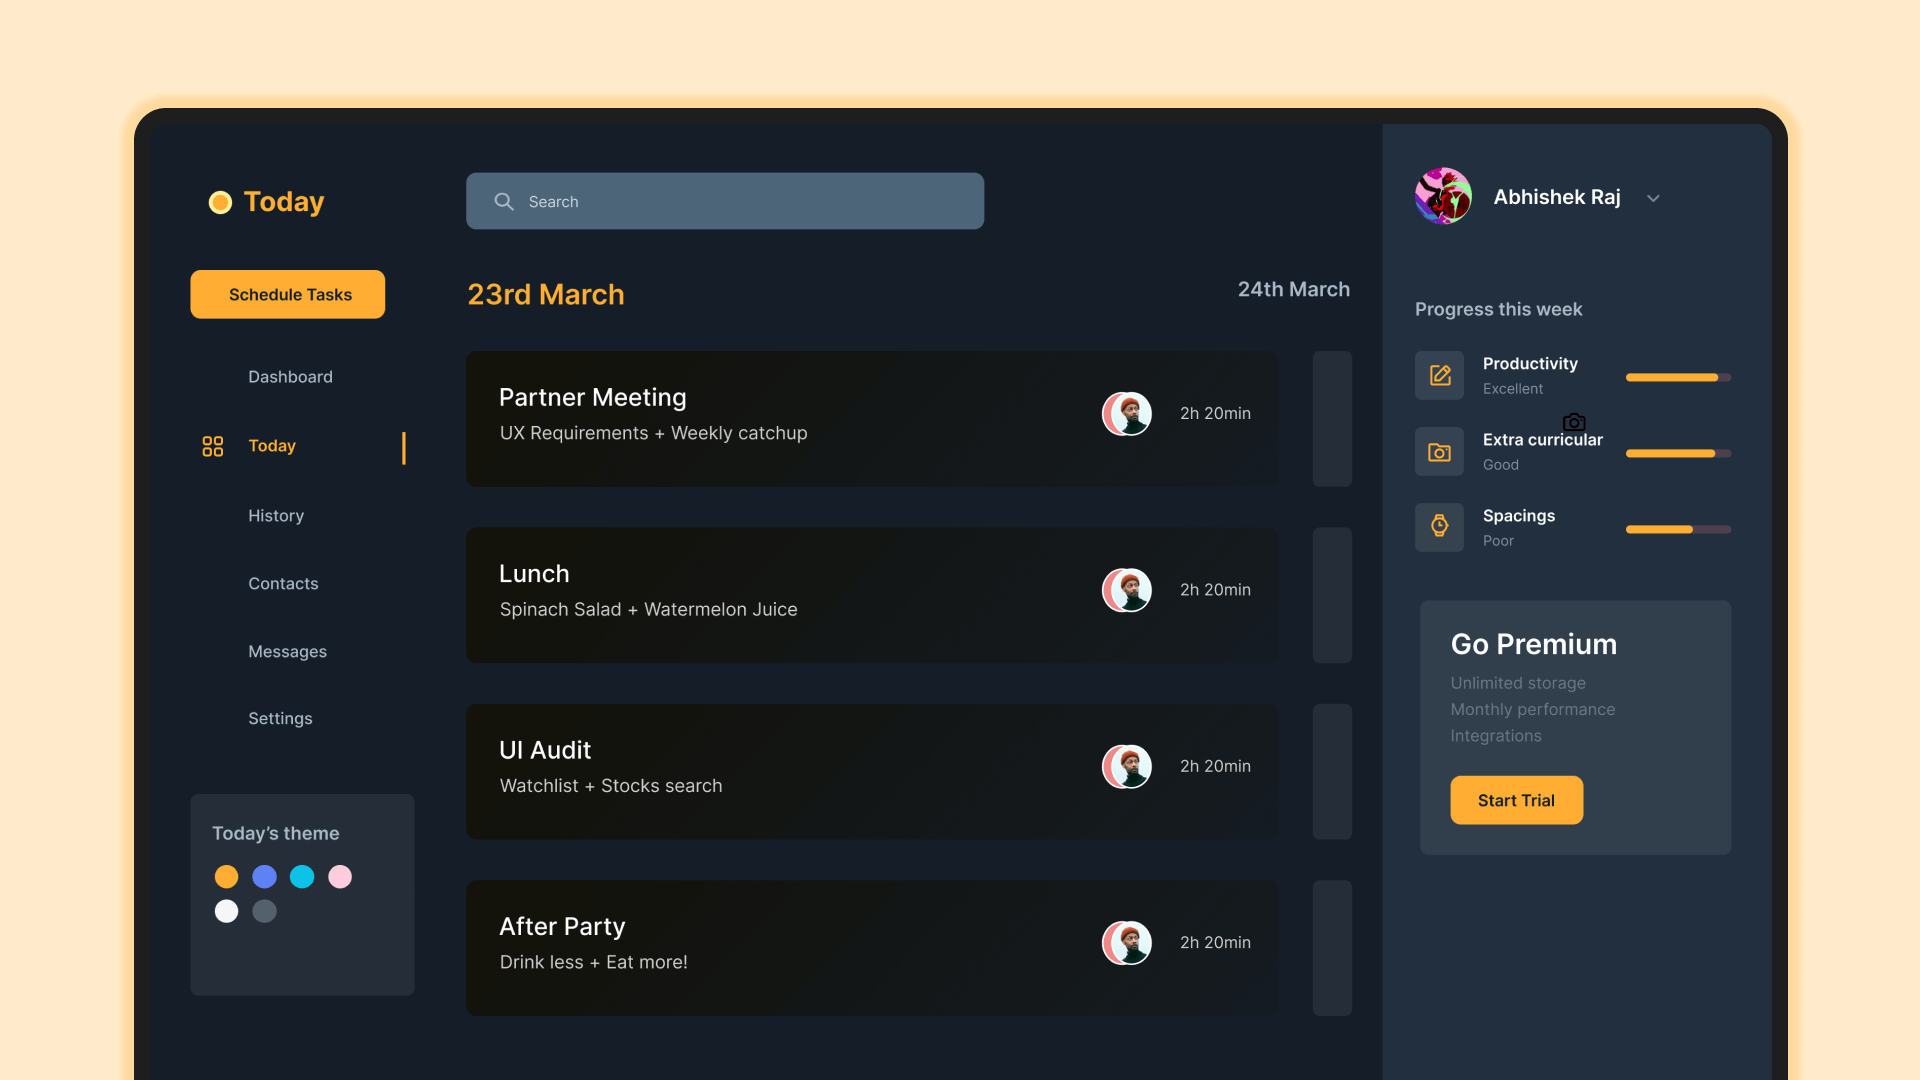 Today
Search
Abhishek Raj
Schedule Tasks
Dashboard
Today
History
Contacts
Messages
Settings
Today’s theme
23rd March
24th March
Partner Meeting
UX Requirements + Weekly catchup
2h 20min
Lunch
Spinach Salad + Watermelon Juice
2h 20min
UI Audit
Watchlist + Stocks search
2h 20min
After Party
Drink less + Eat more!
2h 20min
Progress this week
Productivity
Excellent
Extra curricular
Good
Spacings
Poor
Go Premium
Unlimited storage
Monthly performance
Integrations
Start Trial